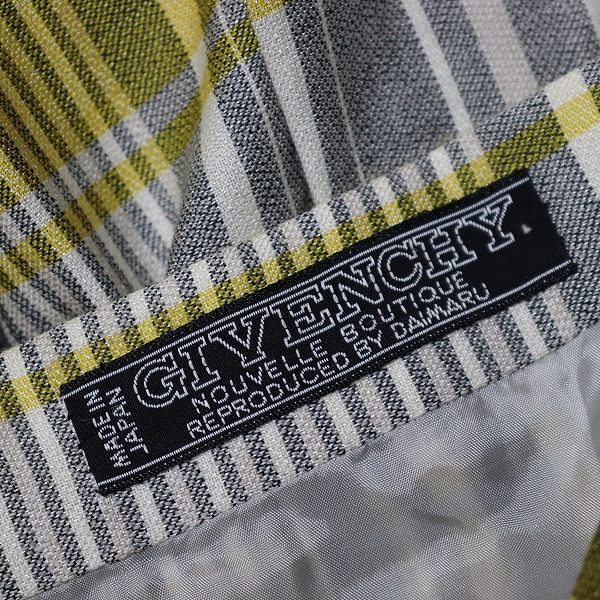 MADE IN
JAPAN
GIVENCHY
NOUVELLE BOUTIQUE
REPRODUCED BY DAIMARU